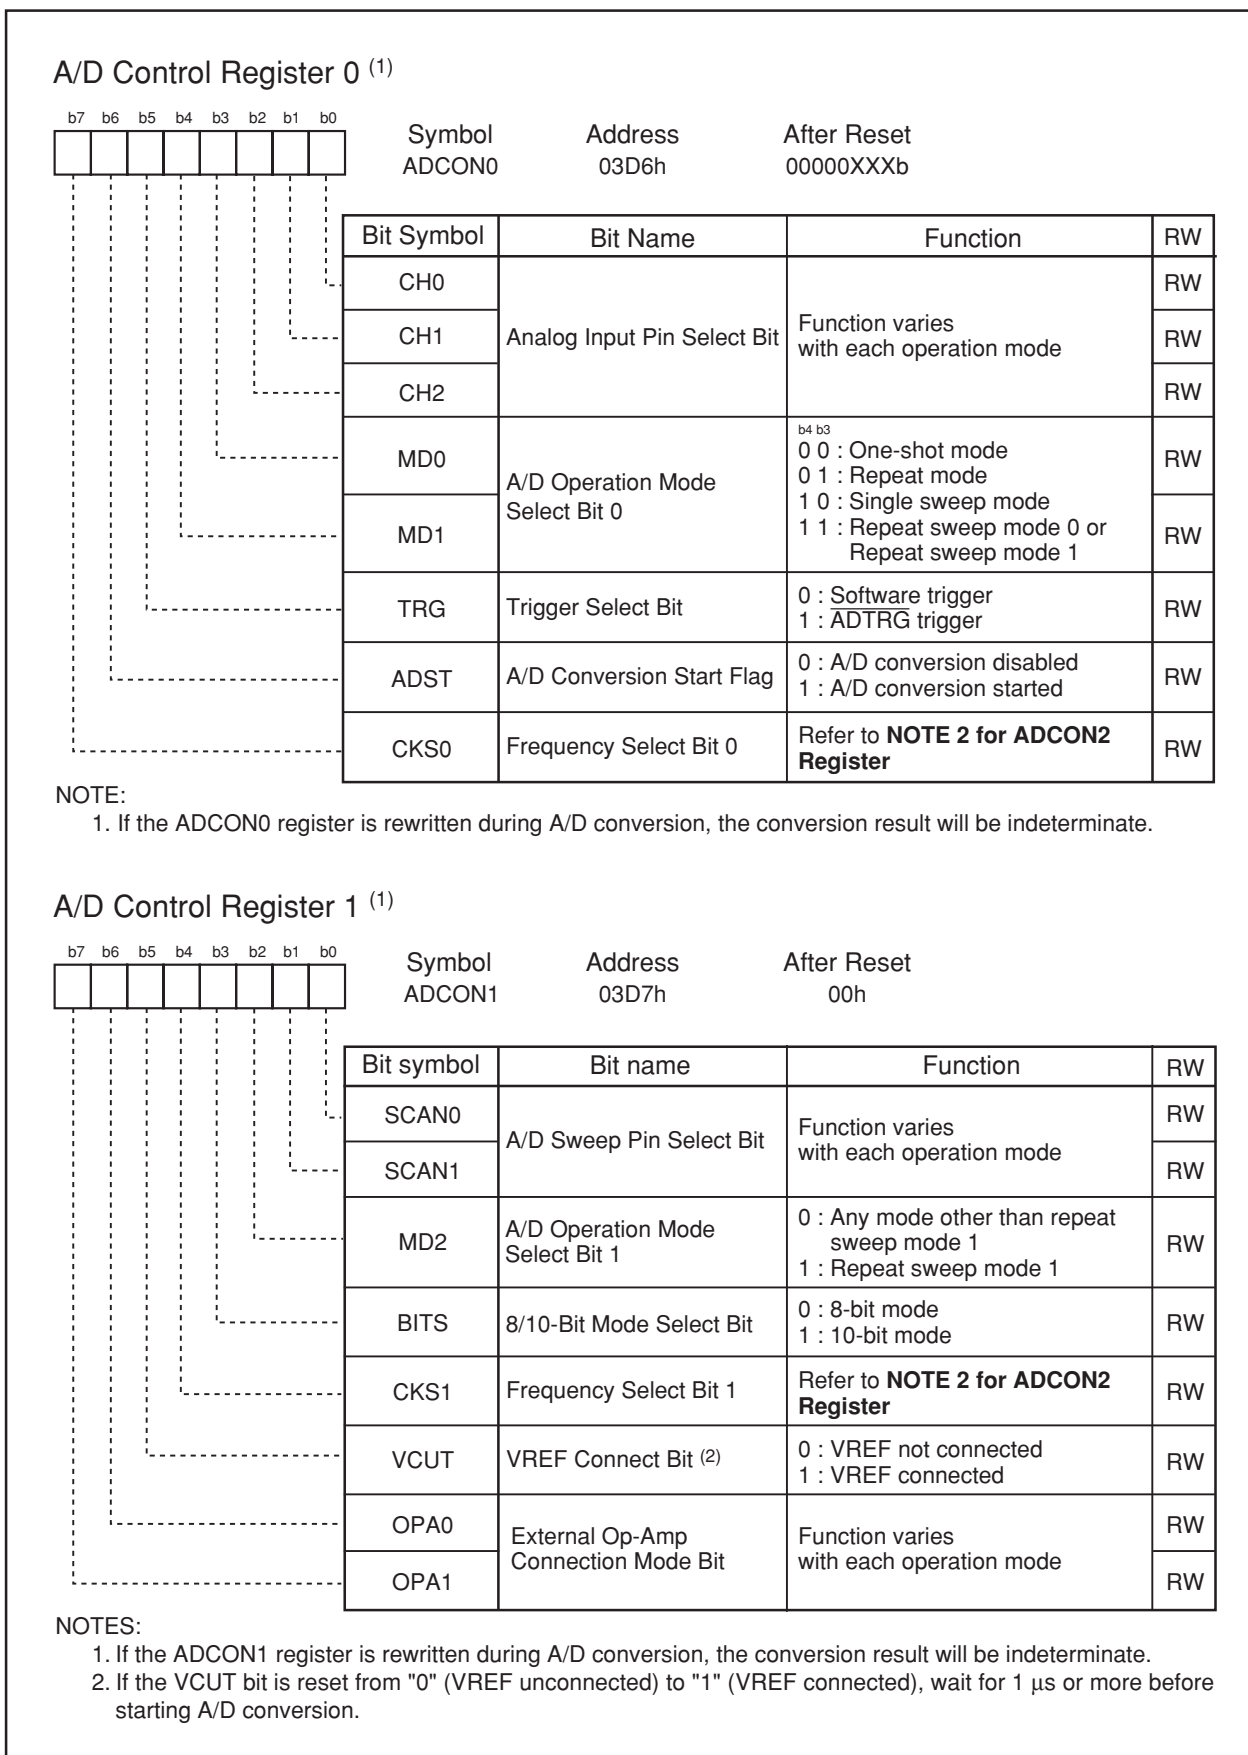 A/D Control Register 0 (1)
b7 b6 b5 b4 b3 b2 b1 b0
Symbol Address After Reset
ADCON0 03D6h 00000XXXb
Bit Symbol Bit Name Function RW
CH0 RW
CH1 Analog Input Pin Select Bit Function varies
with each operation mode RW
CH2 RW
b4 b3
MD0 0 0 : One-shot mode RW
A/D Operation Mode
Select Bit 0
0 1 : Repeat mode
1 0 : Single sweep mode
MD1 1 1 : Repeat sweep mode 0 or RW
Repeat sweep mode 1
TRG Trigger Select Bit 0 : Software trigger
1 : ADTRG trigger RW
ADST A/D Conversion Start Flag 0 : A/D conversion disabled
1 : A/D conversion started RW
CKS0 Frequency Select Bit 0 Refer to NOTE 2 for ADCON2
Register RW
NOTE:
1. If the ADCON0 register is rewritten during A/D conversion, the conversion result will be indeterminate.
A/D Control Register 1 (1)
b7 b6 b5 b4 b3 b2 b1 b0
Symbol Address After Reset
ADCON1 03D7h 00h
Bit symbol Bit name Function RW
SCAN0 RW
A/D Sweep Pin Select Bit Function varies
with each operation mode
SCAN1 RW
MD2 A/D Operation Mode
Select Bit 1 0 : Any mode other than repeat
sweep mode 1
1 : Repeat sweep mode 1 RW
BITS 8/10-Bit Mode Select Bit 0 : 8-bit mode
1 : 10-bit mode RW
CKS1 Frequency Select Bit 1 Refer to NOTE 2 for ADCON2
Register RW
VCUT VREF Connect Bit (2) 0 : VREF not connected
1 : VREF connected RW
OPA0 RW
External Op-Amp
Connection Mode Bit Function varies
with each operation mode
OPA1 RW
NOTES:
1. If the ADCON1 register is rewritten during A/D conversion, the conversion result will be indeterminate.
2. If the VCUT bit is reset from "0" (VREF unconnected) to "1" (VREF connected), wait for 1 µs or more before
starting A/D conversion.